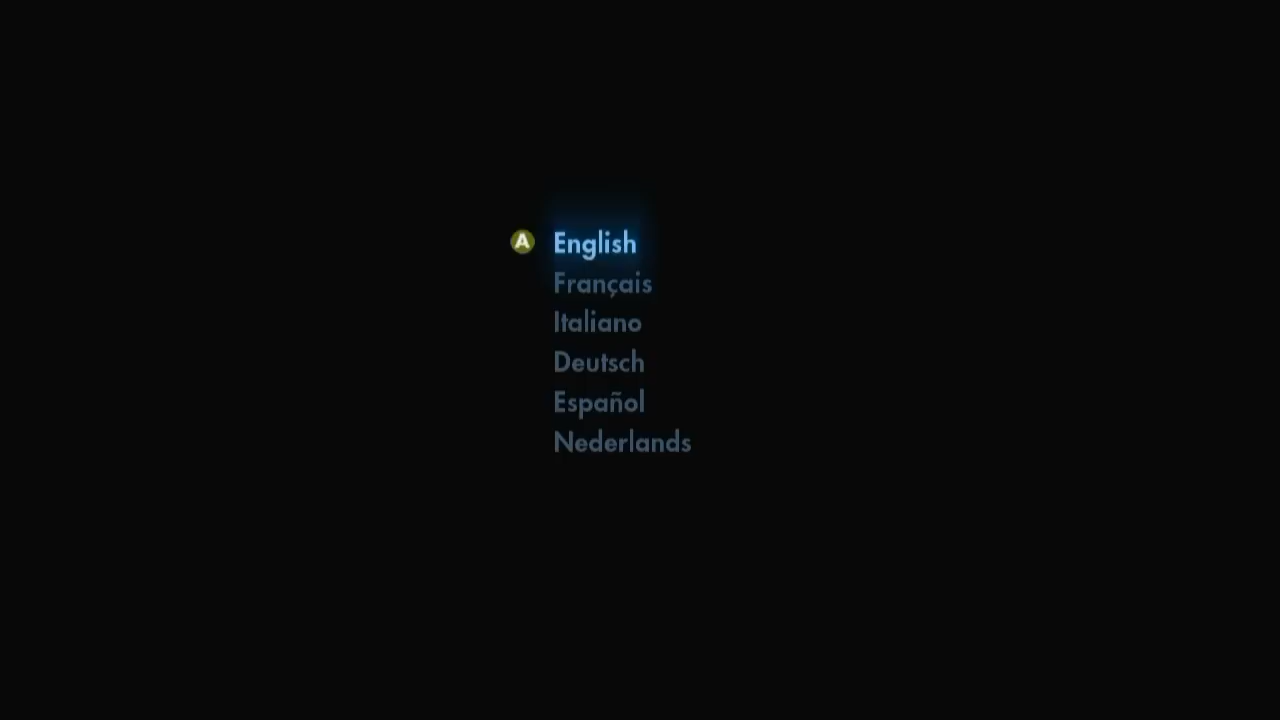 A English
Français
Italiano
Deutsch
Español
Nederlands